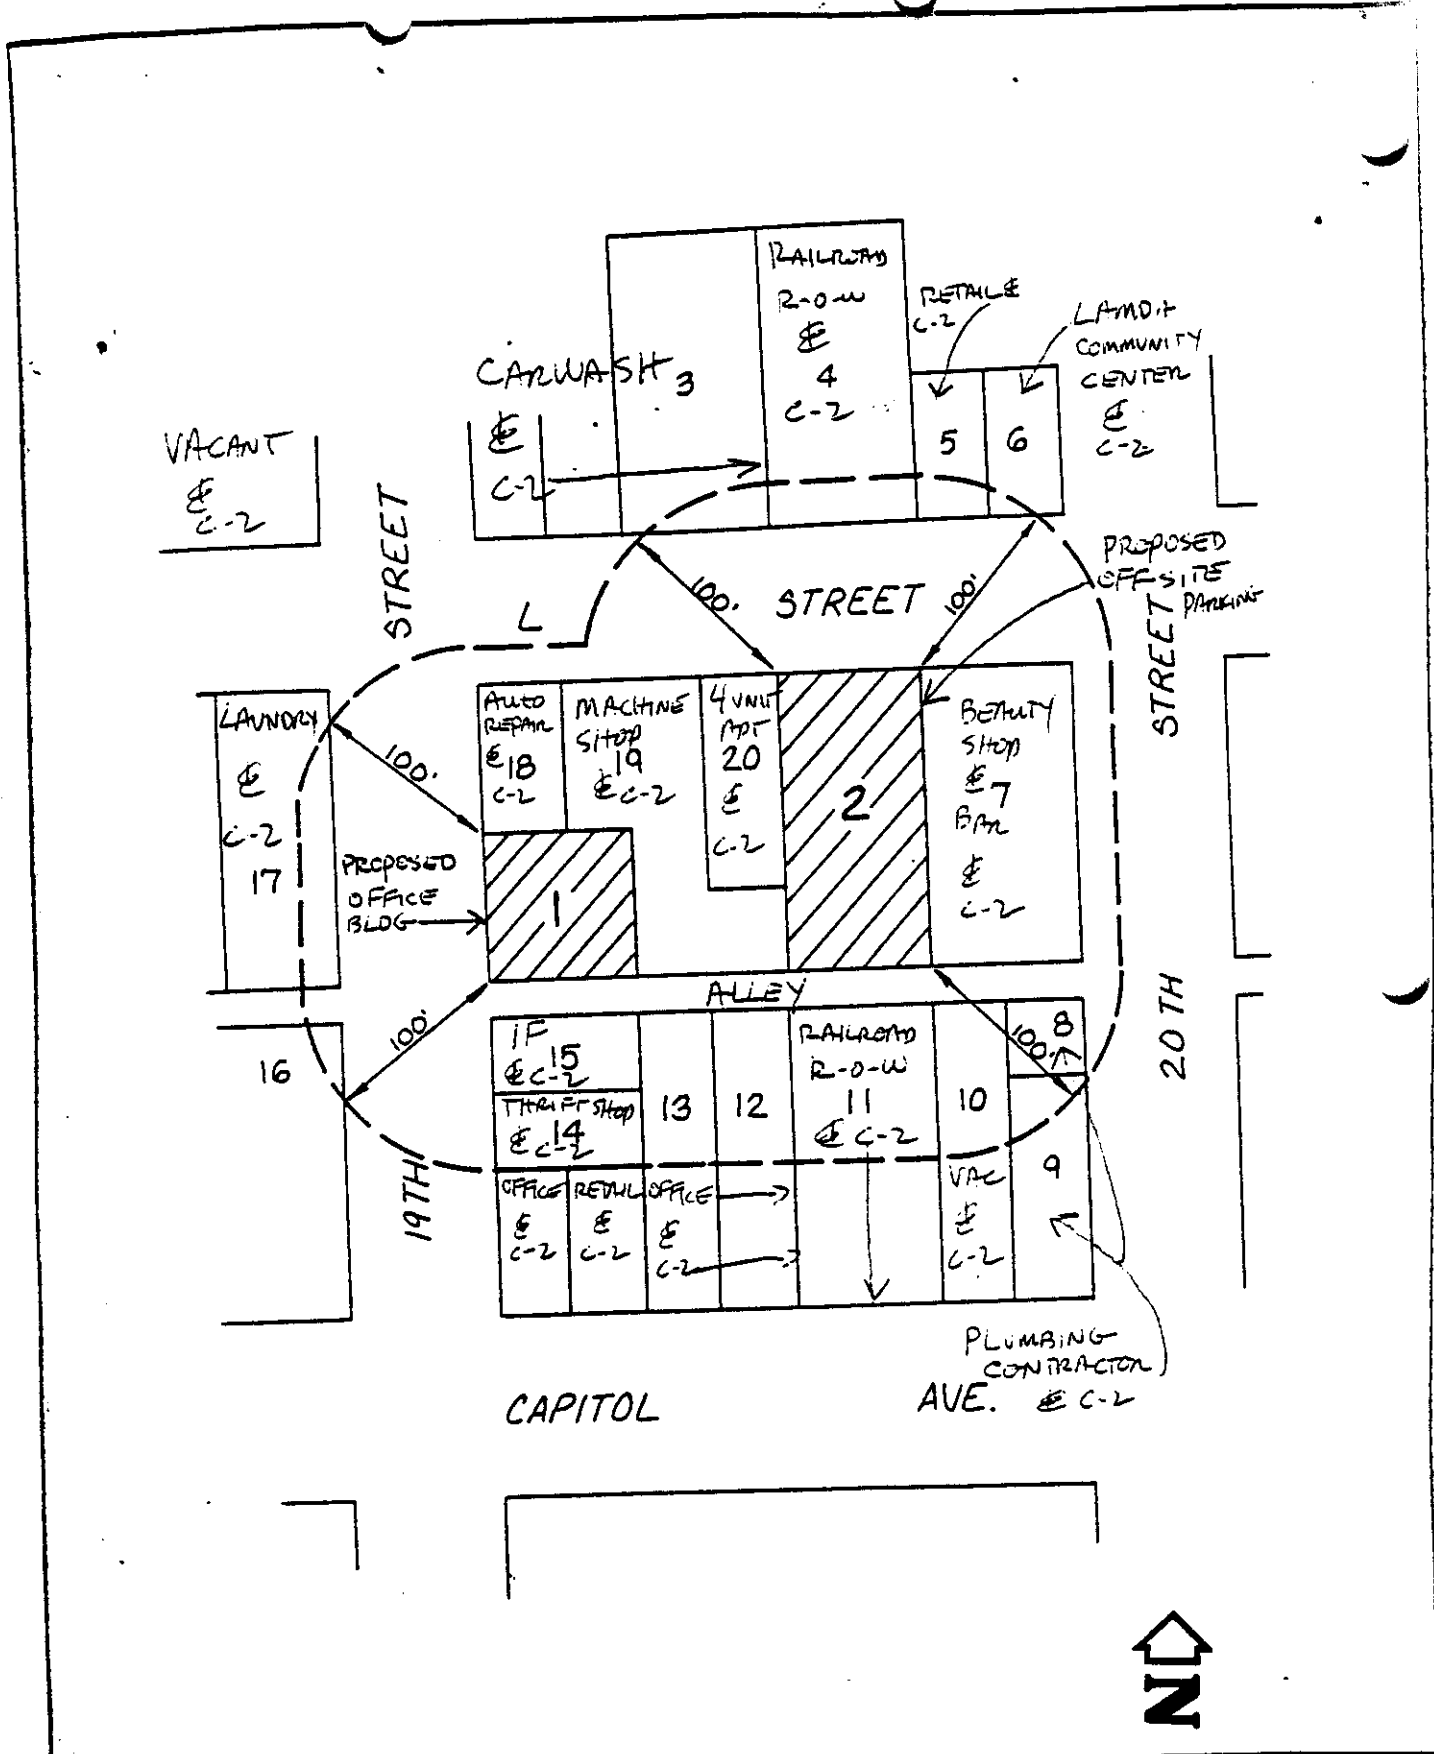 RAILROAD
R-O-W
&
4
C-2
RETAIL &
C-2
LAMDA
COMMUNITY
CENTER
&
C-2
CARWASH 3
&
C-2
5
6
VACANT
&
C-2
STREET
L
STREET
100'
100'
PROPOSED
OFF-SITE
PARKING
STREET
20TH
LAUNDRY
&
C-2
17
100'
AUTO
REPAIR
& 18
C-2
MACHINE
SHOP
19
& C-2
4 UNIT
APT
20
&
C-2
2
BEAUTY
SHOP
& 7
BAR
&
C-2
PROPOSED
OFFICE
BLDG
1
ALLEY
16
100'
15
& C-2
THRIFT SHOP
& 14
C-2
13
12
RAILROAD
R-O-W
11
& C-2
10
100'
8
9
19TH
OFFICE
&
C-2
RETAIL
&
C-2
OFFICE
&
C-2
VAC
&
C-2
PLUMBING
CONTRACTOR
& C-2
CAPITOL AVE.
N